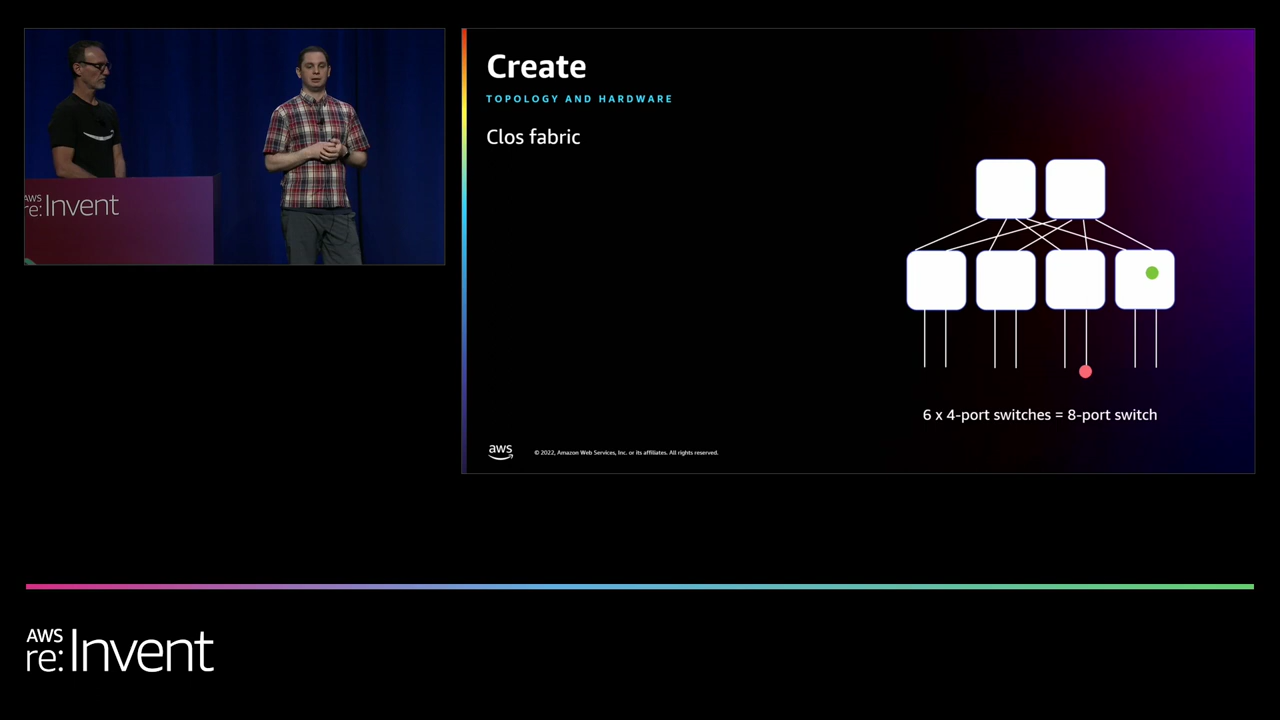 Create
TOPOLOGY AND HARDWARE
Clos fabric
6 x 4-port switches = 8-port switch
aws
© 2022, Amazon Web Services, Inc. or its affiliates. All rights reserved.
AWS
re:Invent
AWS
re:Invent